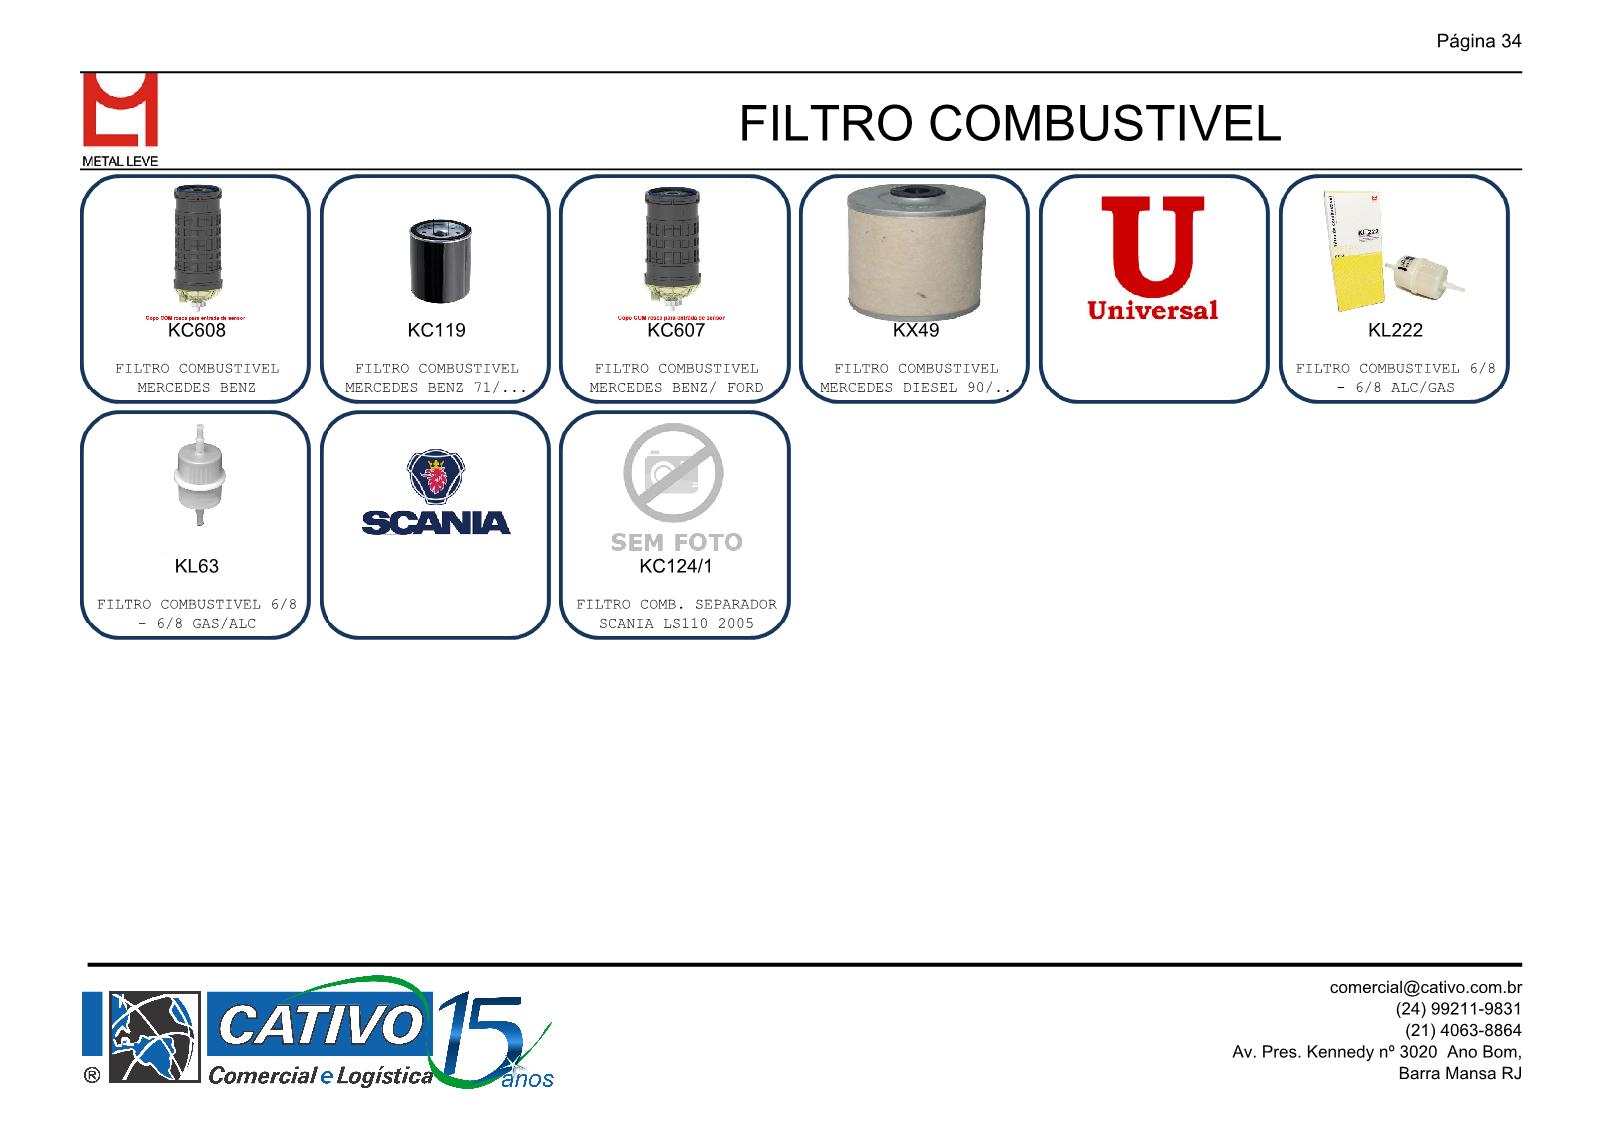 Página 34
METAL LEVE
FILTRO COMBUSTIVEL
Copo COM rosca para entrada de sensor
KC608
FILTRO COMBUSTIVEL
MERCEDES BENZ
KC119
FILTRO COMBUSTIVEL
MERCEDES BENZ 71/...
Copo COM rosca para entrada de sensor
KC607
FILTRO COMBUSTIVEL
MERCEDES BENZ/ FORD
KX49
FILTRO COMBUSTIVEL
MERCEDES DIESEL 90/..
U
Universal
KL222
KL222
FILTRO COMBUSTIVEL 6/8
- 6/8 ALC/GAS
KL63
FILTRO COMBUSTIVEL 6/8
- 6/8 GAS/ALC
SCANIA
SEM FOTO
KC124/1
FILTRO COMB. SEPARADOR
SCANIA LS110 2005
CATIVO
15
anos
® Comercial e Logística
comercial@cativo.com.br
(24) 99211-9831
(21) 4063-8864
Av. Pres. Kennedy nº 3020  Ano Bom,
Barra Mansa RJ